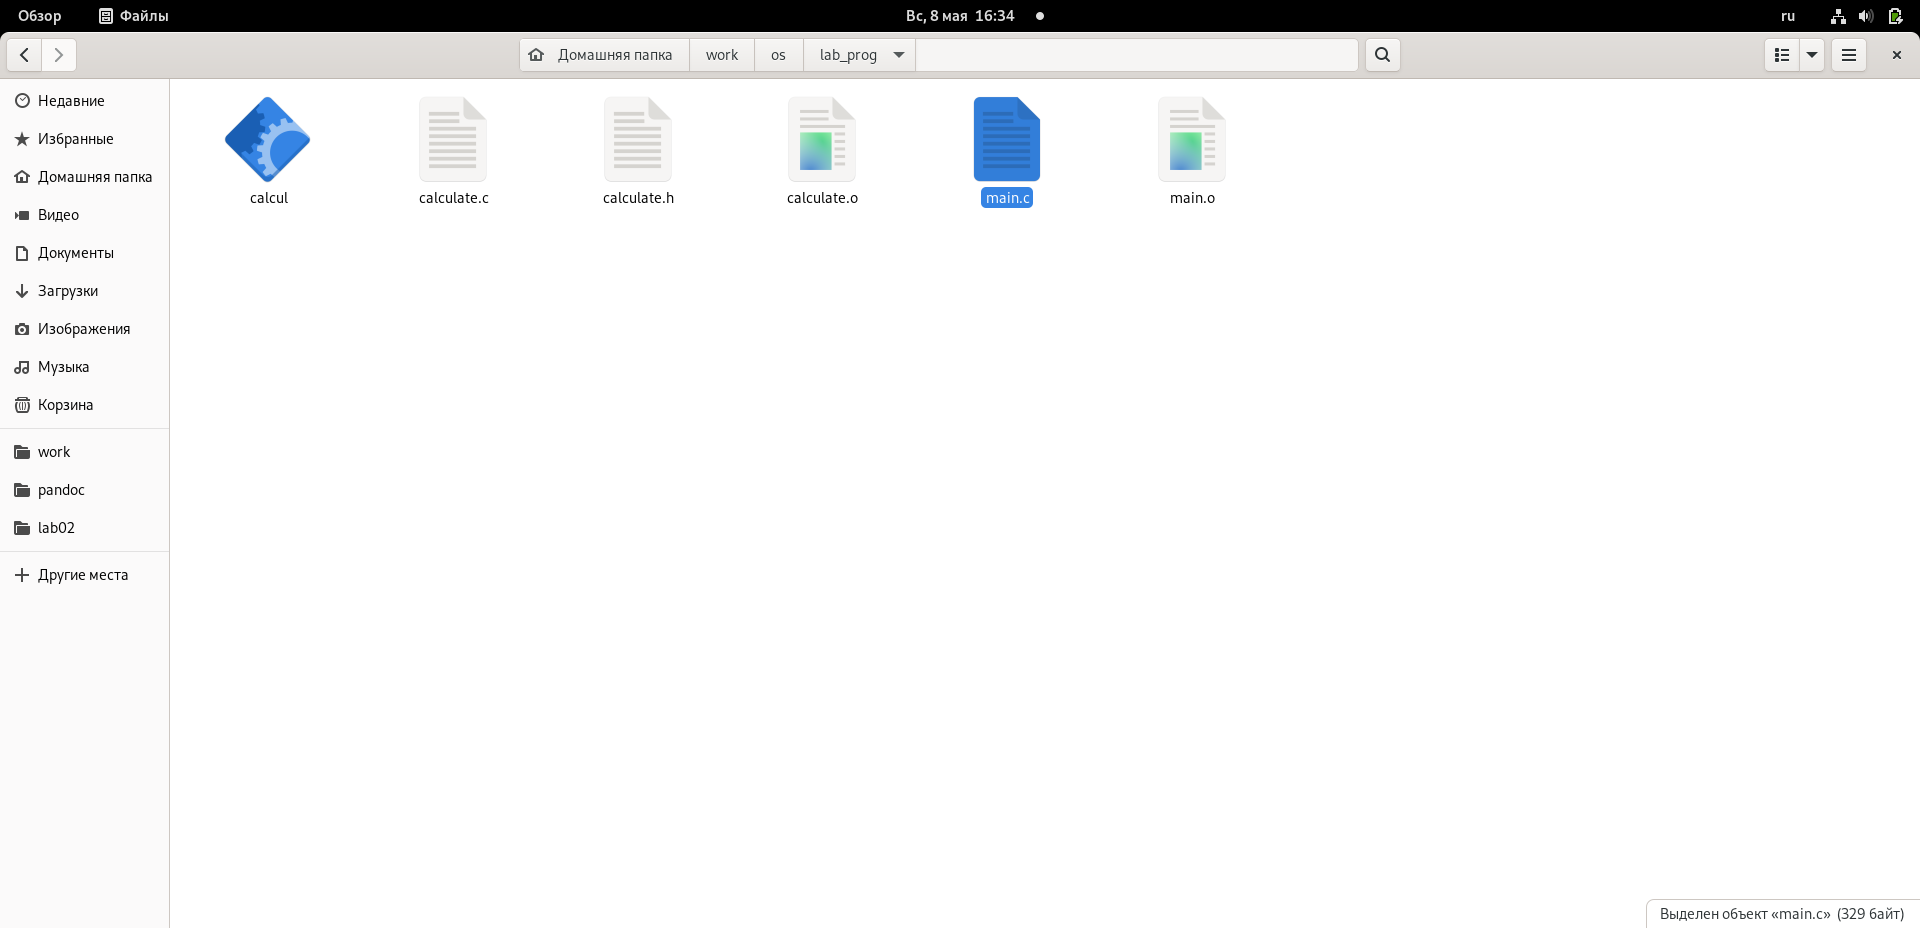 Обзор Файлы Вс, 8 мая 16:34 ru
Домашняя папка work os lab_prog
Недавние
Избранные
Домашняя папка
Видео
Документы
Загрузки
Изображения
Музыка
Корзина
work
pandoc
lab02
Другие места
calcul calculate.c calculate.h calculate.o main.c main.o
Выделен объект «main.c» (329 байт)